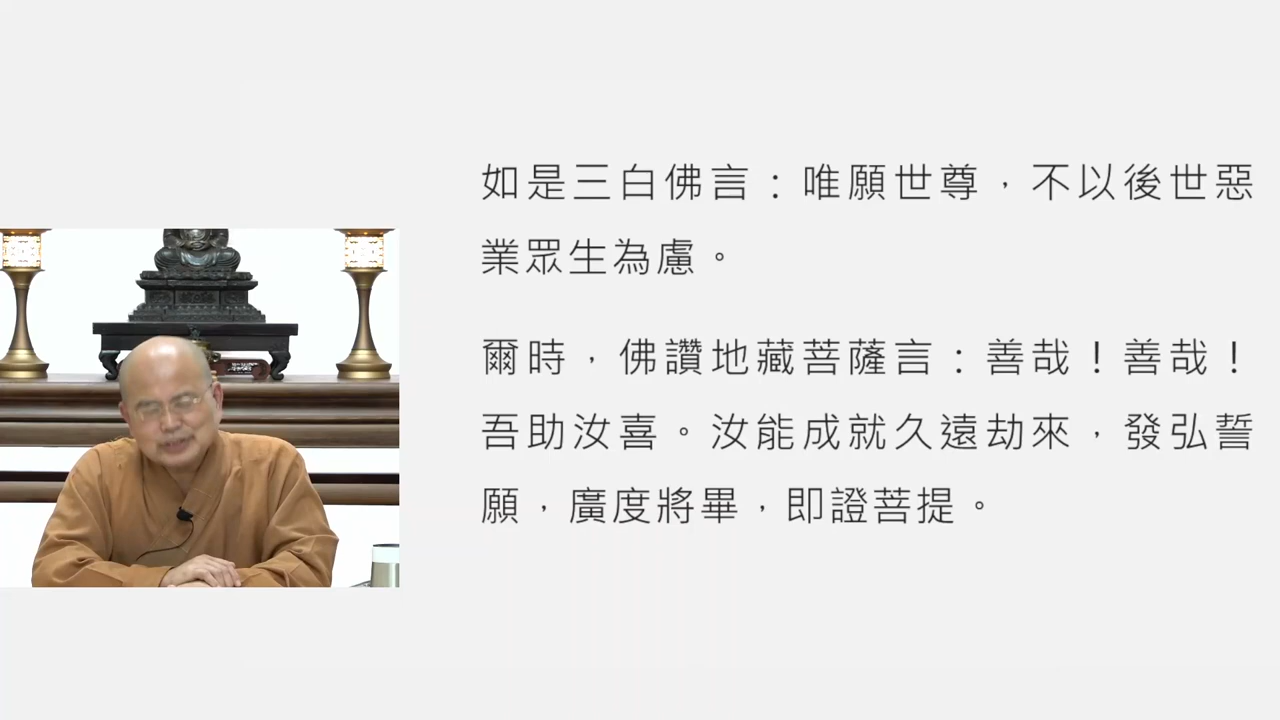 如是三白佛言：唯願世尊，不以後世惡
業眾生為慮。
爾時，佛讚地藏菩薩言：善哉！善哉！
吾助汝喜。汝能成就久遠劫來，發弘誓
願，廣度將畢，即證菩提。